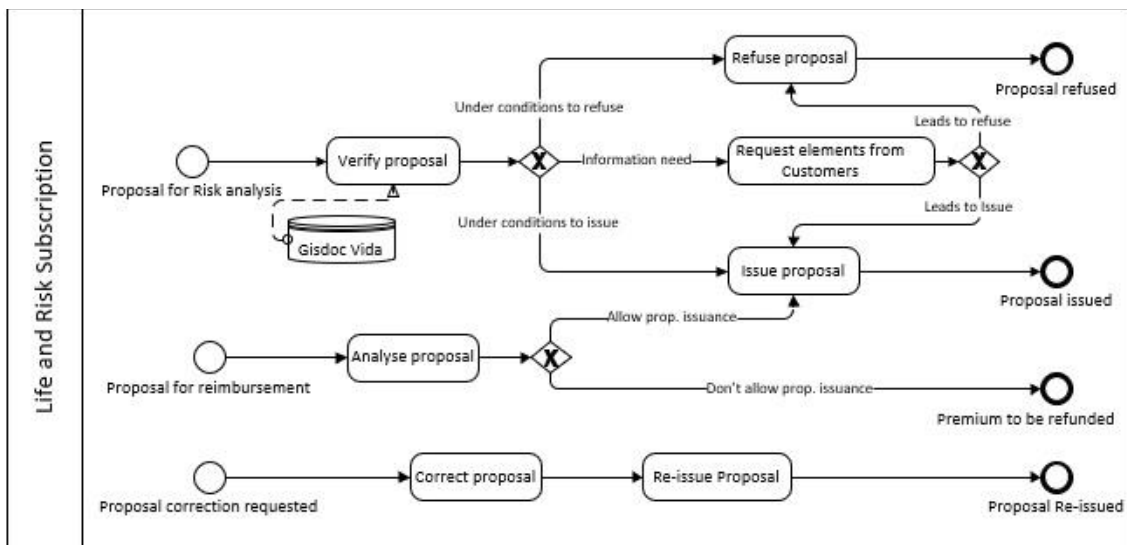 Life and Risk Subscription
Refuse proposal
Proposal refused
Under conditions to refuse
Leads to refuse
Verify proposal
X
Information need
Request elements from
Customers
X
Proposal for Risk analysis
Leads to Issue
Under conditions to issue
Gisdoc Vida
Issue proposal
Proposal issued
Allow prop. issuance
Analyse proposal
X
Proposal for reimbursement
Don't allow prop. issuance
Premium to be refunded
Correct proposal
Re-issue Proposal
Proposal correction requested
Proposal Re-issued